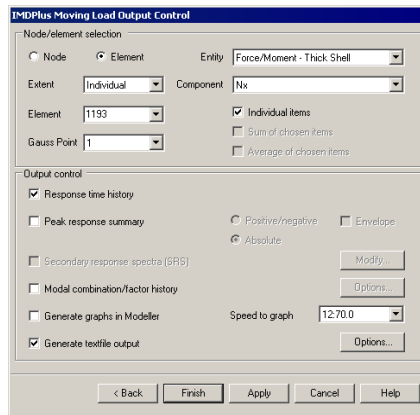 IMDPlus Moving Load Output Control
Node/element selection
Node Element Entity Force/Moment - Thick Shell
Extent Individual Component Nx
Element 1193 Individual items
Sum of chosen items
Gauss Point 1
Average of chosen items
Output control
Response time history
Peak response summary Positive/negative Envelope
Absolute
Secondary response spectra (SRS) Modify...
Modal combination/factor history Options...
Generate graphs in Modeller Speed to graph 12:70.0
Generate textfile output Options...
< Back Finish Apply Cancel Help